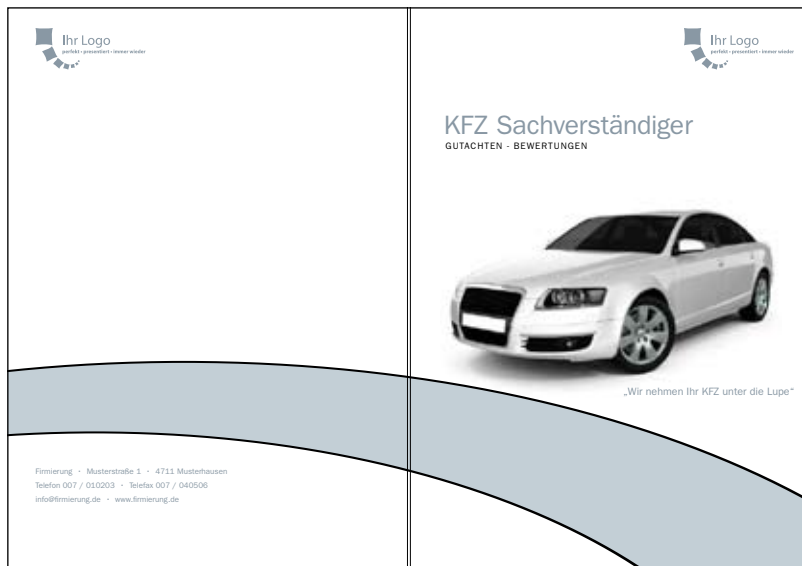 Ihr Logo
perfekt • presentiert • immer wieder
Firmierung · Musterstraße 1 · 4711 Musterhausen
Telefon 007 / 010203 · Telefax 007 / 040506
info@firmierung.de · www.firmierung.de
Ihr Logo
perfekt • presentiert • immer wieder
KFZ Sachverständiger
GUTACHTEN - BEWERTUNGEN
„Wir nehmen Ihr KFZ unter die Lupe“